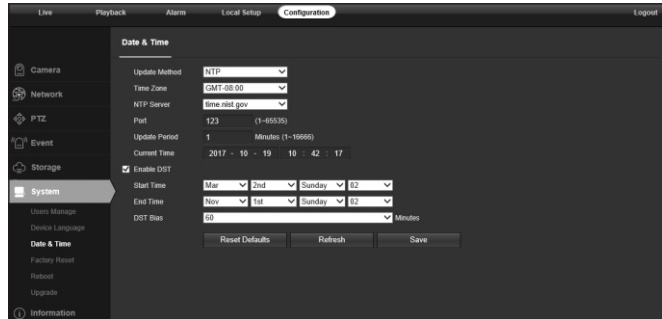 Live Playback Alarm Local Setup Configuration Logout
Date & Time
Camera
Network
PTZ
Event
Storage
System
Users Manage
Device Language
Date & Time
Factory Reset
Reboot
Upgrade
Information
Update Method NTP
Time Zone GMT-08:00
NTP Server time.nist.gov
Port 123 (1~65535)
Update Period 1 Minutes (1~16666)
Current Time 2017 - 10 - 19 10 : 42 : 17
Enable DST
Start Time Mar 2nd Sunday 02
End Time Nov 1st Sunday 02
DST Bias 60 Minutes
Reset Defaults Refresh Save